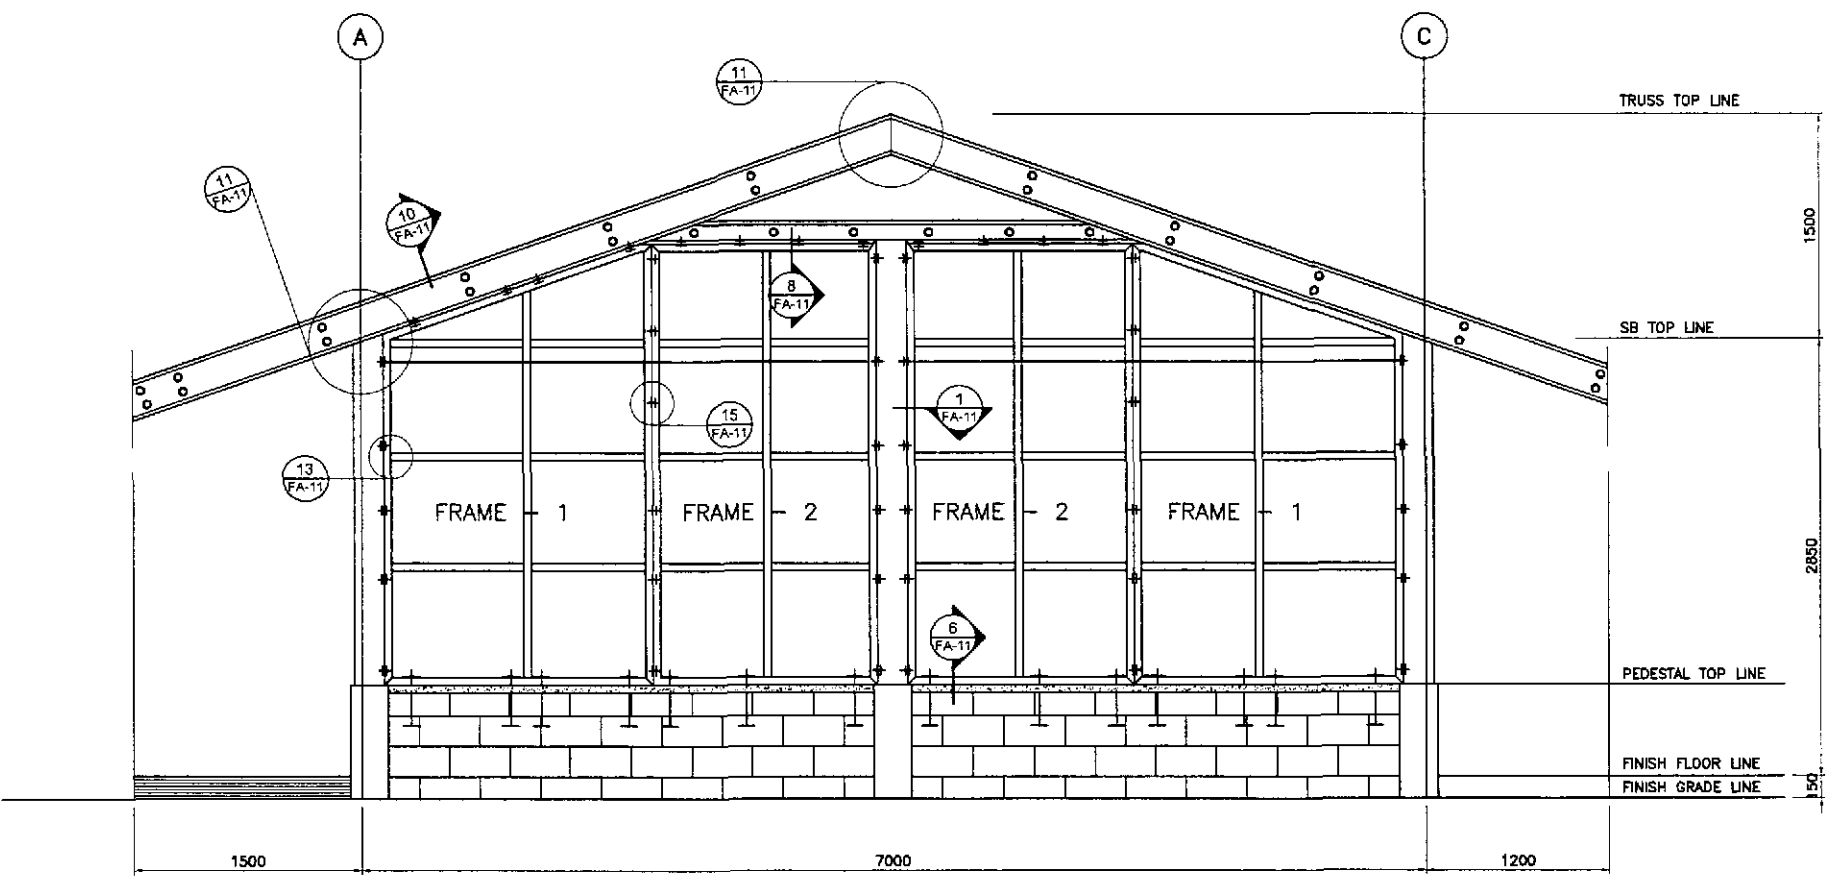 A
C
11
FA-11
TRUSS TOP LINE
11
FA-11
10
FA-11
1500
8
FA-11
SB TOP LINE
1
FA-11
15
FA-11
13
FA-11
FRAME - 1
FRAME - 2
FRAME - 2
FRAME - 1
2850
6
FA-11
PEDESTAL TOP LINE
FINISH FLOOR LINE
FINISH GRADE LINE
150
1500
7000
1200